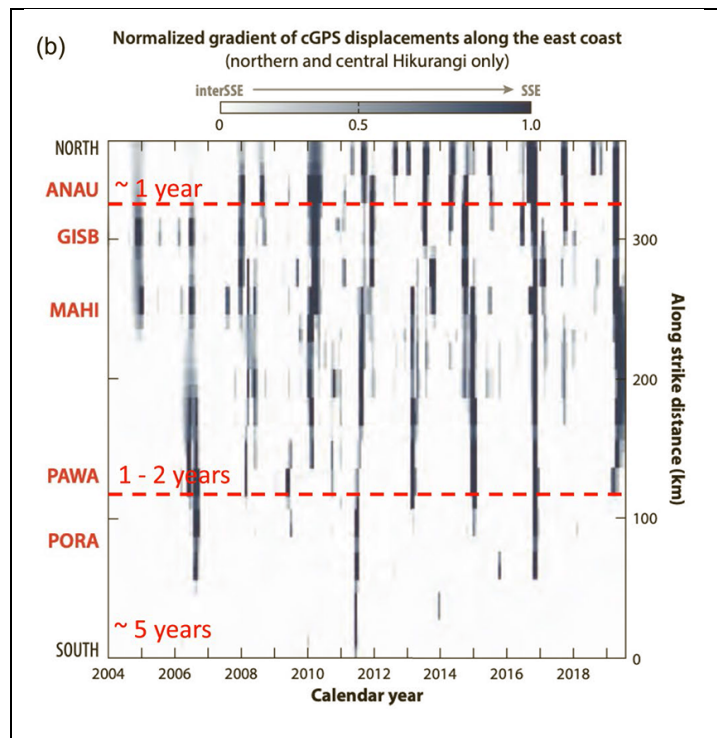 (b)
Normalized gradient of cGPS displacements along the east coast
(northern and central Hikurangi only)
interSSE SSE
0 0.5 1.0
NORTH
ANAU
~ 1 year
GISB
300
MAHI
200
PAWA
1 - 2 years
100
PORA
~ 5 years
SOUTH
0
Along strike distance (km)
2004 2006 2008 2010 2012 2014 2016 2018
Calendar year